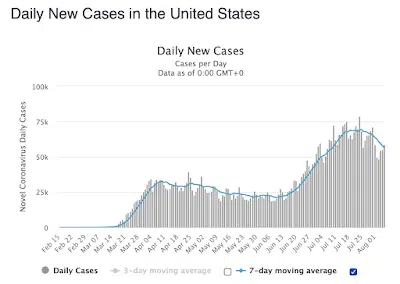 Daily New Cases in the United States
Daily New Cases
Cases per Day
Data as of 0:00 GMT+0
Novel Coronavirus Daily Cases
100k
75k
50k
25k
0
Feb 15
Feb 22
Feb 29
Mar 07
Mar 14
Mar 21
Mar 28
Apr 04
Apr 11
Apr 18
Apr 25
May 02
May 09
May 16
May 23
May 30
Jun 06
Jun 13
Jun 20
Jun 27
Jul 04
Jul 11
Jul 18
Jul 25
Aug 01
Daily Cases
3-day moving average
7-day moving average